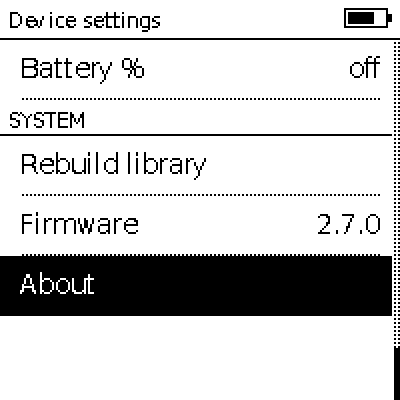 Device settings
Battery % off
SYSTEM
Rebuild library
Firmware 2.7.0
About